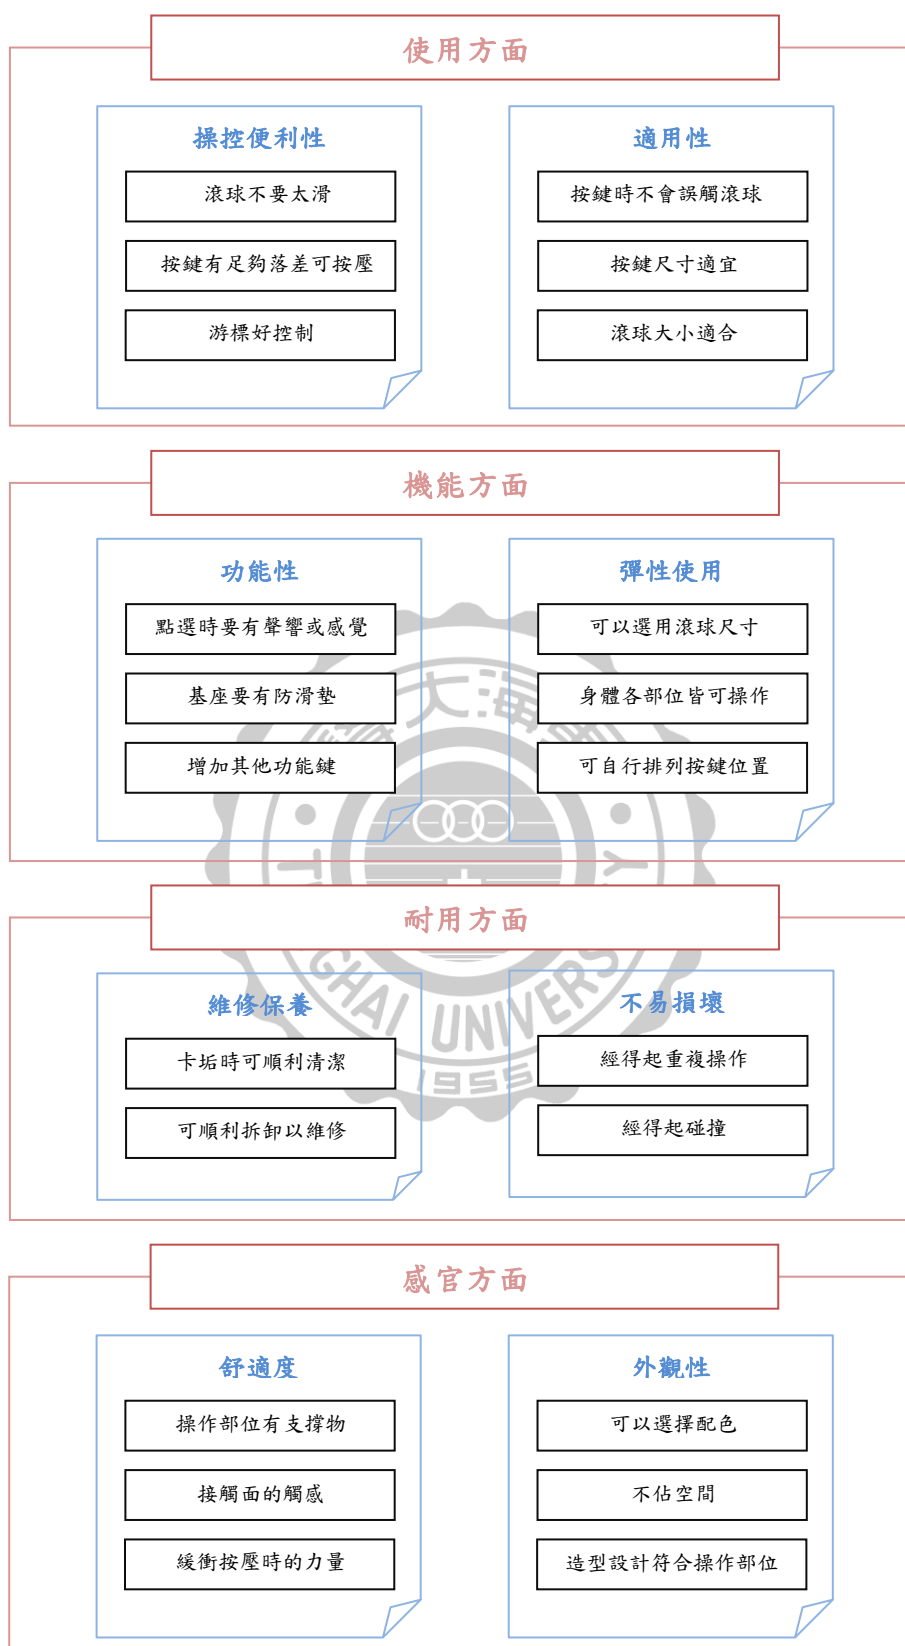 使用方面
操控便利性
滾球不要太滑
按鍵有足夠落差可按壓
游標好控制
適用性
按鍵時不會誤觸滾球
按鍵尺寸適宜
滾球大小適合
機能方面
功能性
點選時要有聲響或感覺
基座要有防滑墊
增加其他功能鍵
彈性使用
可以選用滾球尺寸
身體各部位皆可操作
可自行排列按鍵位置
耐用方面
維修保養
卡垢時可順利清潔
可順利拆卸以維修
不易損壞
經得起重複操作
經得起碰撞
感官方面
舒適度
操作部位有支撐物
接觸面的觸感
緩衝按壓時的力量
外觀性
可以選擇配色
不佔空間
造型設計符合操作部位
大海
GHAI UNIVERS
1955